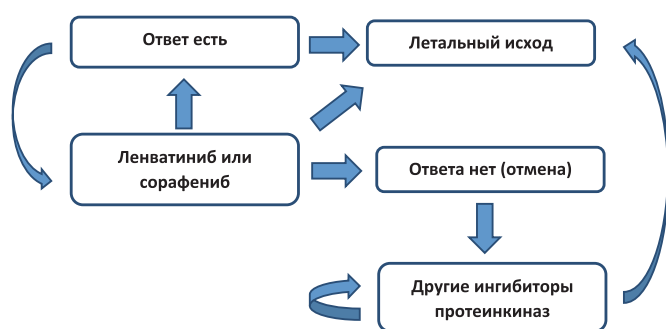 Ответ есть
Летальный исход
Ленватиниб или
сорафениб
Ответа нет (отмена)
Другие ингибиторы
протеинкиназ